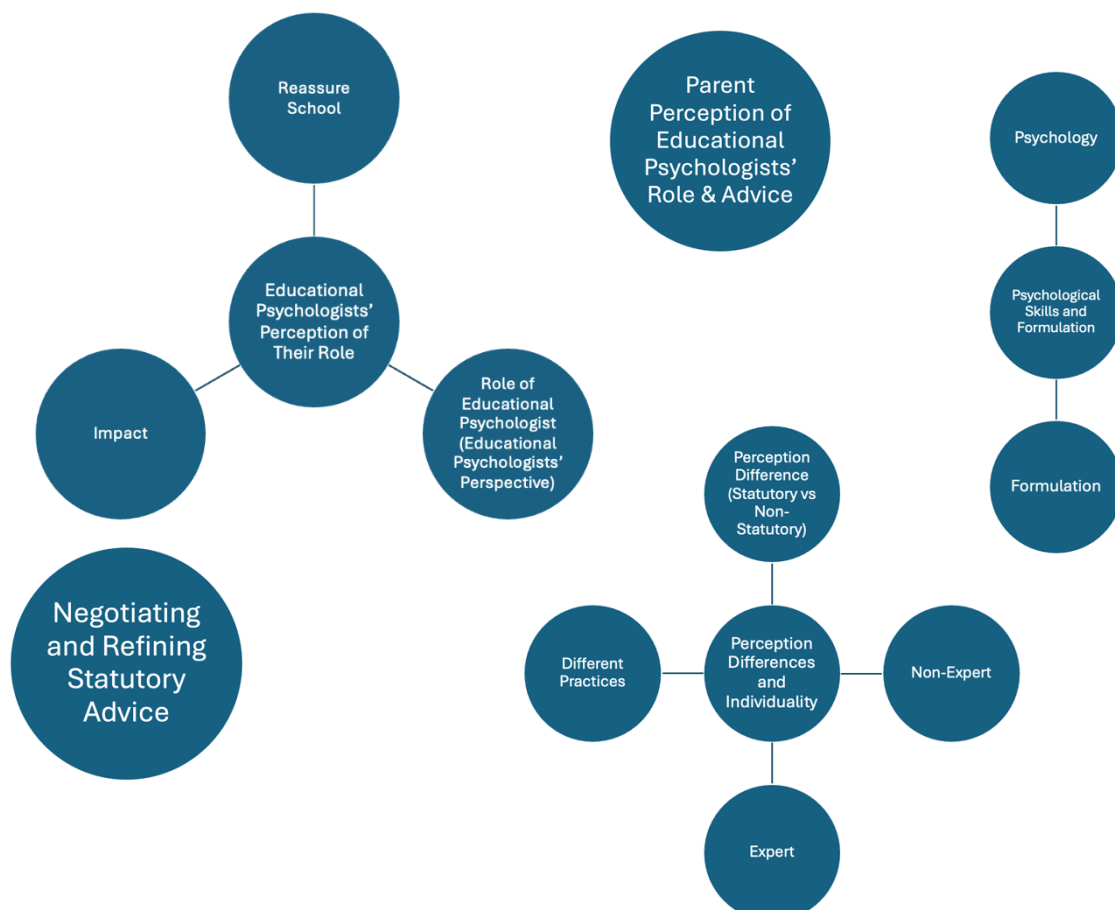 Reassure
School
Educational
Psychologists'
Perception of
Their Role
Impact
Role of
Educational
Psychologist
(Educational
Psychologists'
Perspective)
Parent
Perception of
Educational
Psychologists'
Role & Advice
Psychology
Psychological
Skills and
Formulation
Formulation
Negotiating
and Refining
Statutory
Advice
Perception
Difference
(Statutory vs
Non-
Statutory)
Different
Practices
Perception
Differences
and
Individuality
Non-Expert
Expert